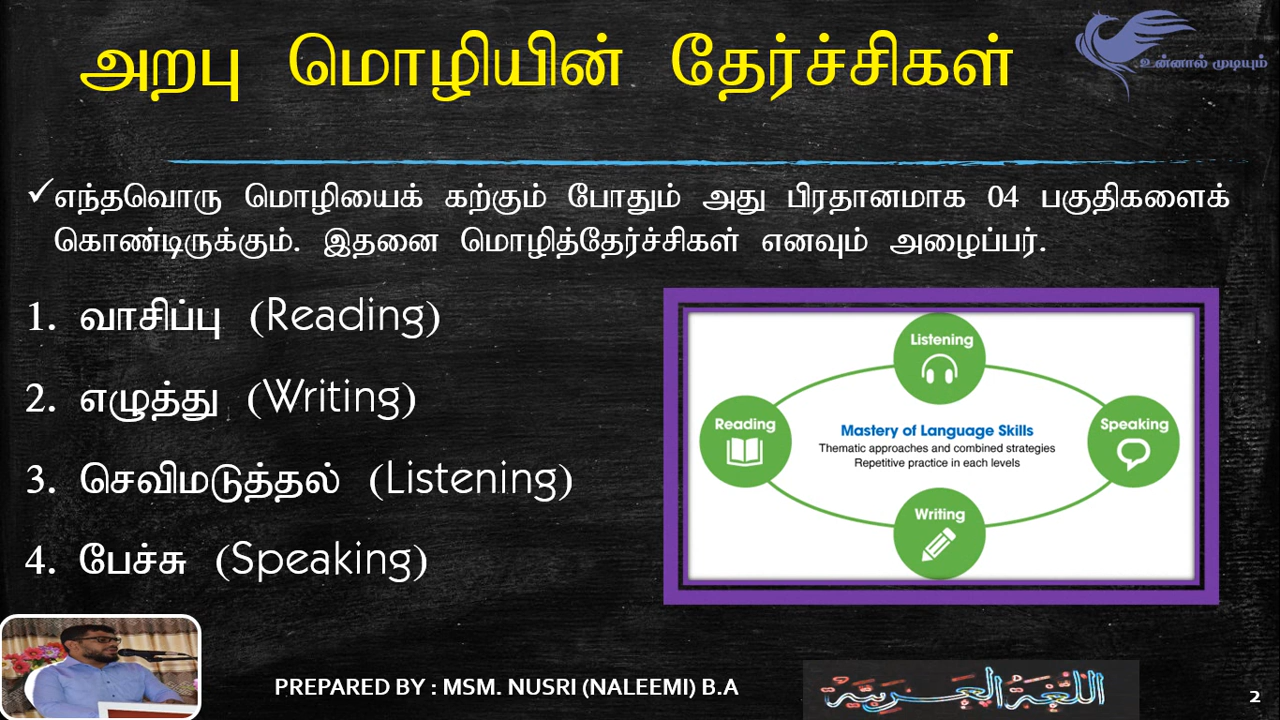 அறபு மொழியின் தேர்ச்சிகள்
உன்னால் முடியும்
✓எந்தவொரு மொழியைக் கற்கும் போதும் அது பிரதானமாக 04 பகுதிகளைக்
கொண்டிருக்கும். இதனை மொழித்தேர்ச்சிகள் எனவும் அழைப்பர்.
1. வாசிப்பு (Reading)
2. எழுத்து (Writing)
3. செவிமடுத்தல் (Listening)
4. பேச்சு (Speaking)
Listening
Reading
Speaking
Mastery of Language Skills
Thematic approaches and combined strategies
Repetitive practice in each levels
Writing
PREPARED BY : MSM. NUSRI (NALEEMI) B.A
اللُّغَةُ الْعَرَبِيَّةُ
2